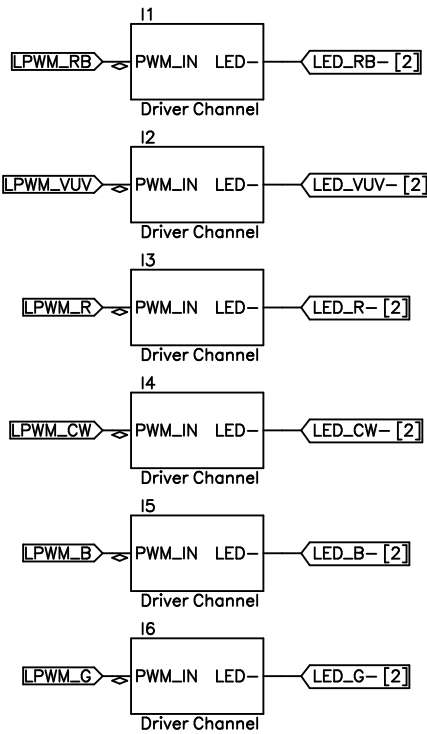 I1
LPWM_RB PWM_IN LED- LED_RB- [2]
Driver Channel
I2
LPWM_VUV PWM_IN LED- LED_VUV- [2]
Driver Channel
I3
LPWM_R PWM_IN LED- LED_R- [2]
Driver Channel
I4
LPWM_CW PWM_IN LED- LED_CW- [2]
Driver Channel
I5
LPWM_B PWM_IN LED- LED_B- [2]
Driver Channel
I6
LPWM_G PWM_IN LED- LED_G- [2]
Driver Channel